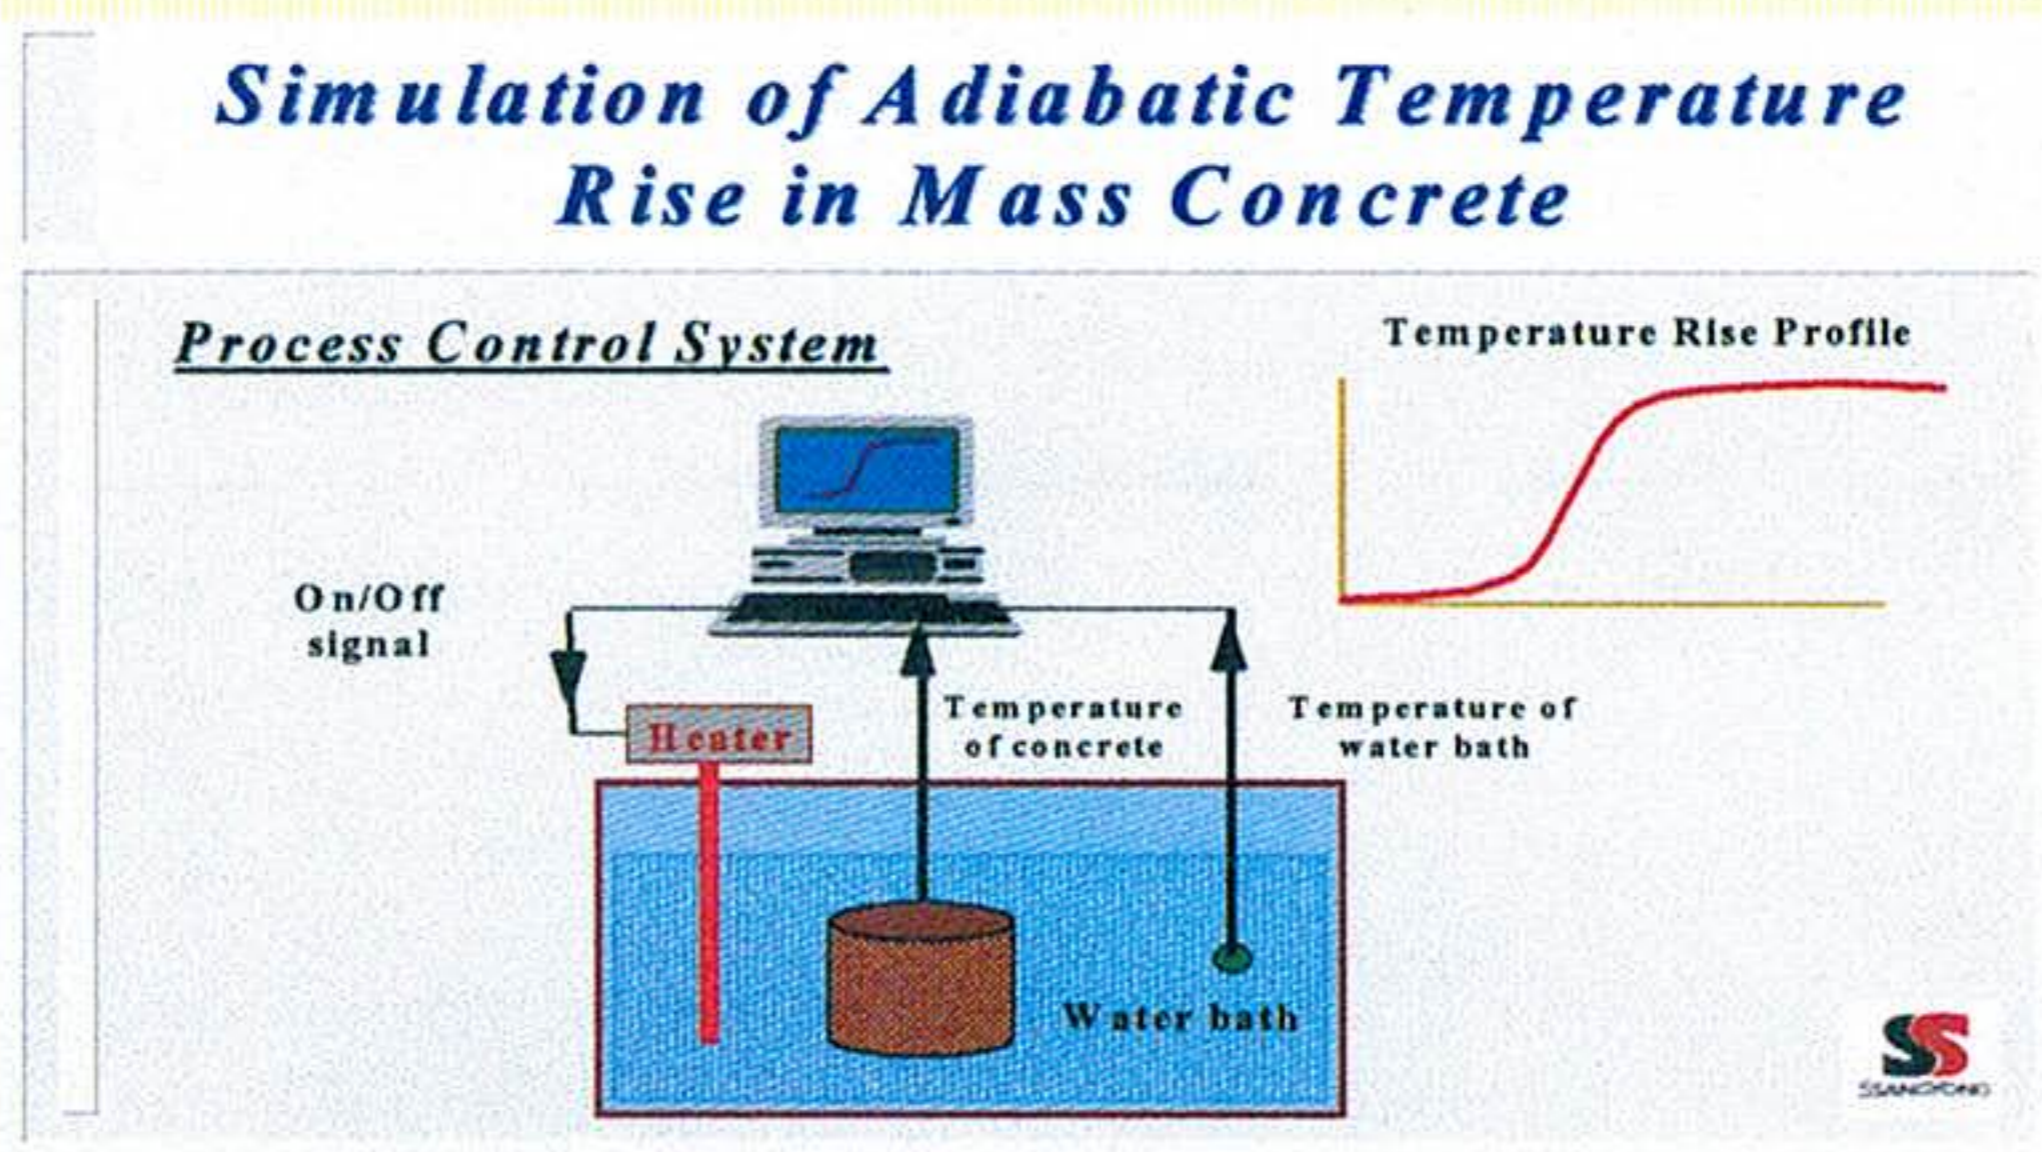 Simulation of Adiabatic Temperature
Rise in Mass Concrete
Process Control System
Temperature Rise Profile
On/Off
signal
Heater
Temperature
of concrete
Temperature of
water bath
Water bath
SS
SSANGYONG